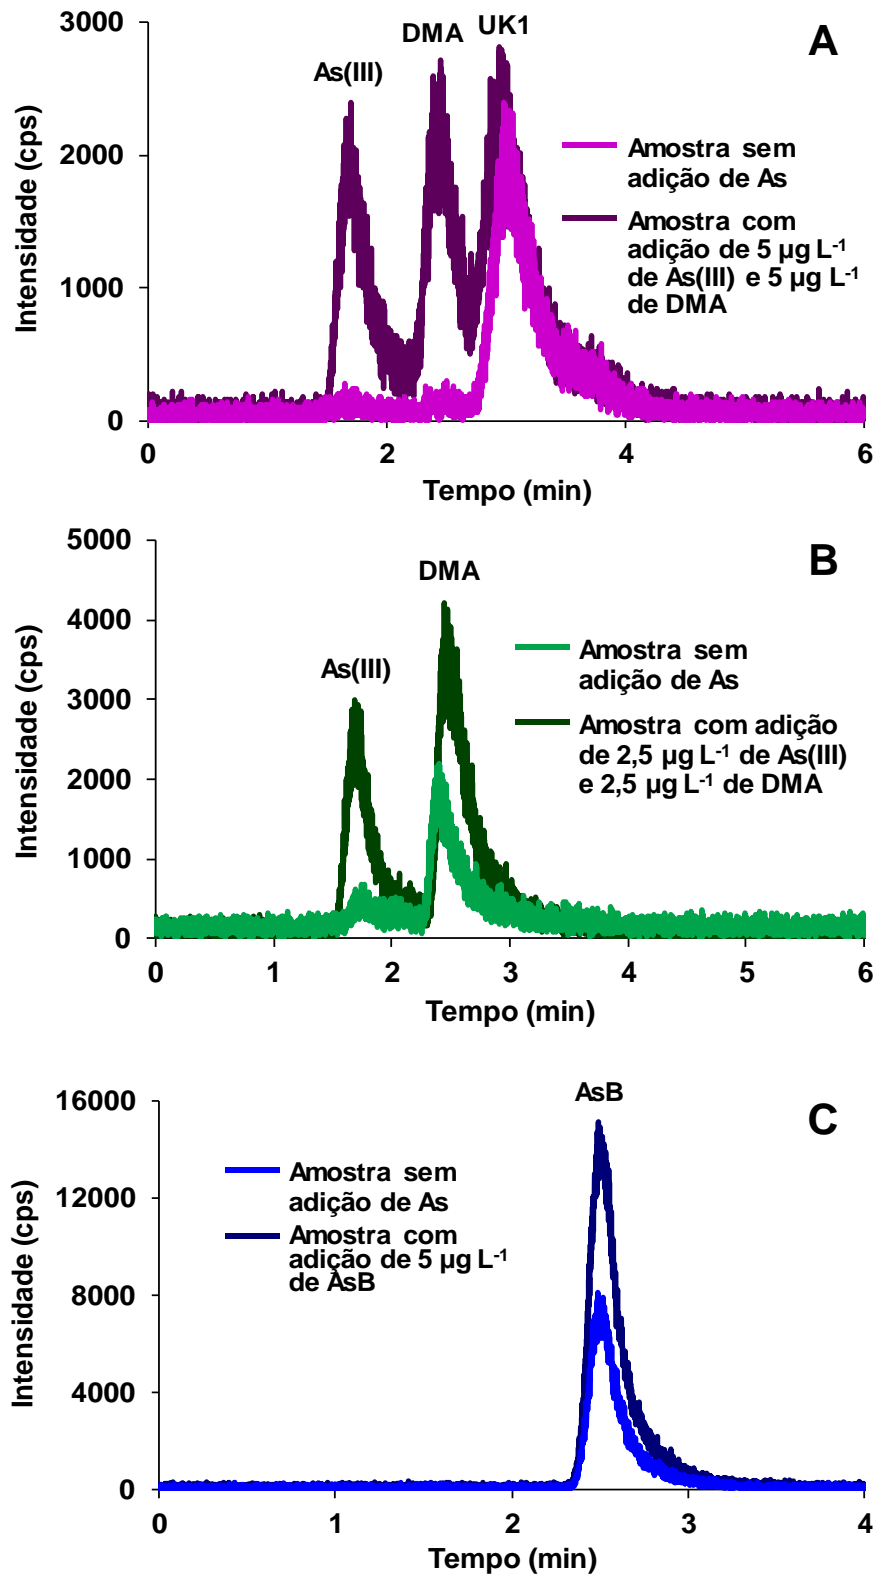 A
3000
2000
1000
0
As(III)
DMA
UK1
Amostra sem
adição de As
Amostra com
adição de 5 µg L⁻¹
de As(III) e 5 µg L⁻¹
de DMA
0 2 4 6
Tempo (min)
Intensidade (cps)
B
5000
4000
3000
2000
1000
0
As(III)
DMA
Amostra sem
adição de As
Amostra com adição
de 2,5 µg L⁻¹ de As(III)
e 2,5 µg L⁻¹ de DMA
0 1 2 3 4 5 6
Tempo (min)
Intensidade (cps)
C
16000
12000
8000
4000
0
AsB
Amostra sem
adição de As
Amostra com
adição de 5 µg L⁻¹
de AsB
0 1 2 3 4
Tempo (min)
Intensidade (cps)